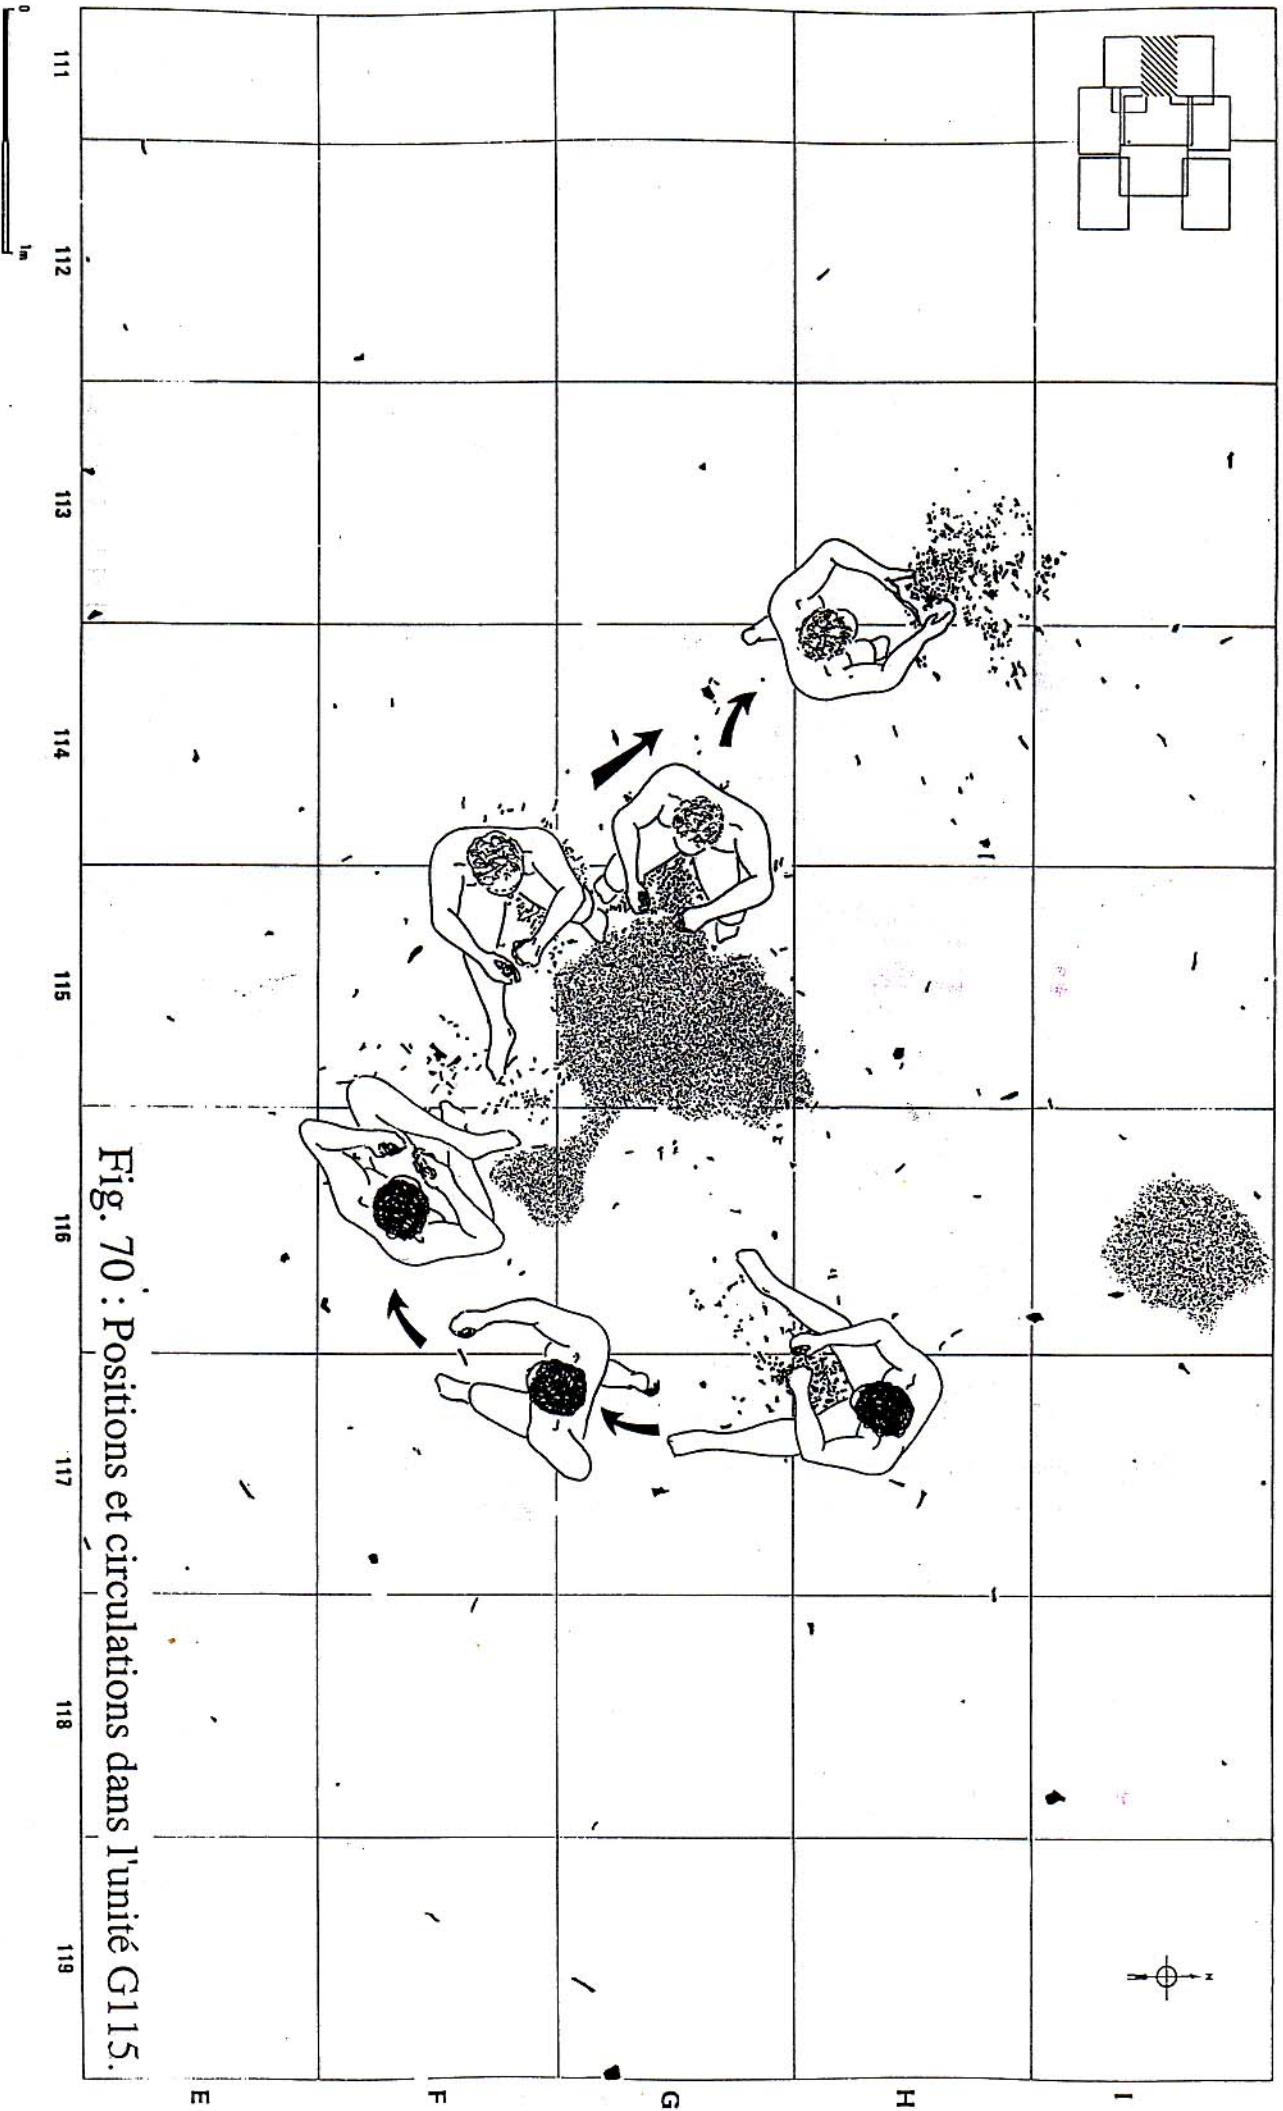 N
I
H
G
F
E
111 112 113 114 115 116 117 118 119
0 1m
Fig. 70 : Positions et circulations dans l'unité G115.